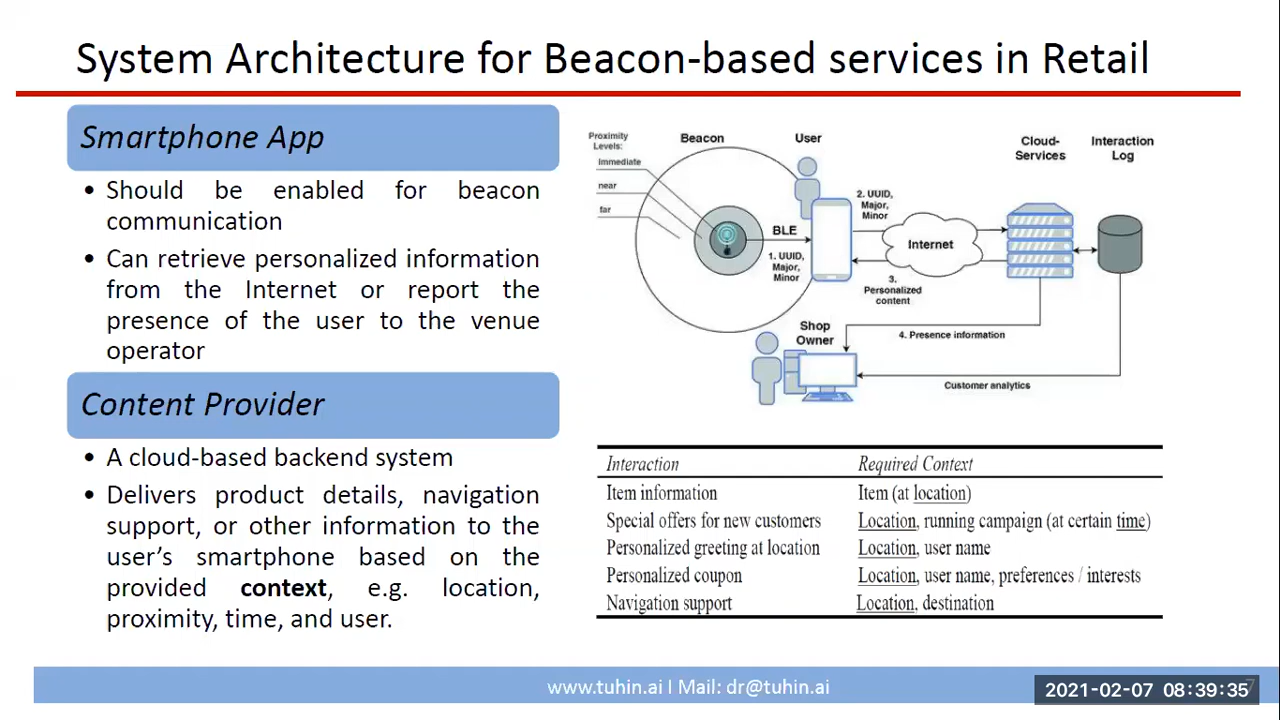 System Architecture for Beacon-based services in Retail
Smartphone App
• Should be enabled for beacon
communication
• Can retrieve personalized information
from the Internet or report the
presence of the user to the venue
operator
Content Provider
• A cloud-based backend system
• Delivers product details, navigation
support, or other information to the
user's smartphone based on the
provided context, e.g. location,
proximity, time, and user.
Proximity
Levels:
Immediate
near
far
Beacon
User
Cloud-
Services
Interaction
Log
BLE
1. UUID,
Major,
Minor
2. UUID,
Major,
Minor
Internet
3.
Personalized
content
Shop
Owner
4. Presence information
Customer analytics
Interaction Required Context
Item information Item (at location)
Special offers for new customers Location, running campaign (at certain time)
Personalized greeting at location Location, user name
Personalized coupon Location, user name, preferences / interests
Navigation support Location, destination
www.tuhin.ai I Mail: dr@tuhin.ai
2021-02-07 08:39:35
7